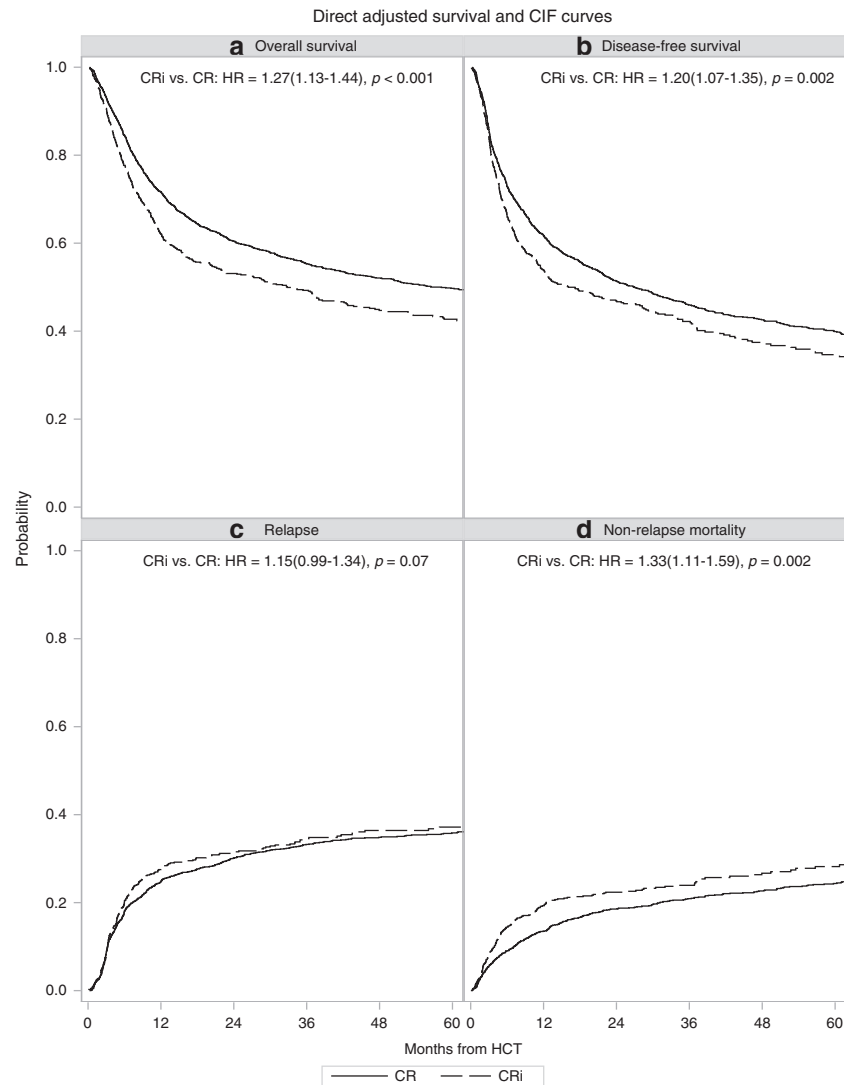 Direct adjusted survival and CIF curves
a Overall survival
b Disease-free survival
CRi vs. CR: HR = 1.27(1.13-1.44), p < 0.001
CRi vs. CR: HR = 1.20(1.07-1.35), p = 0.002
1.0
0.8
0.6
0.4
0.2
0.0
Probability
c Relapse
d Non-relapse mortality
CRi vs. CR: HR = 1.15(0.99-1.34), p = 0.07
CRi vs. CR: HR = 1.33(1.11-1.59), p = 0.002
1.0
0.8
0.6
0.4
0.2
0.0
0 12 24 36 48 60
0 12 24 36 48 60
Months from HCT
CR CRi